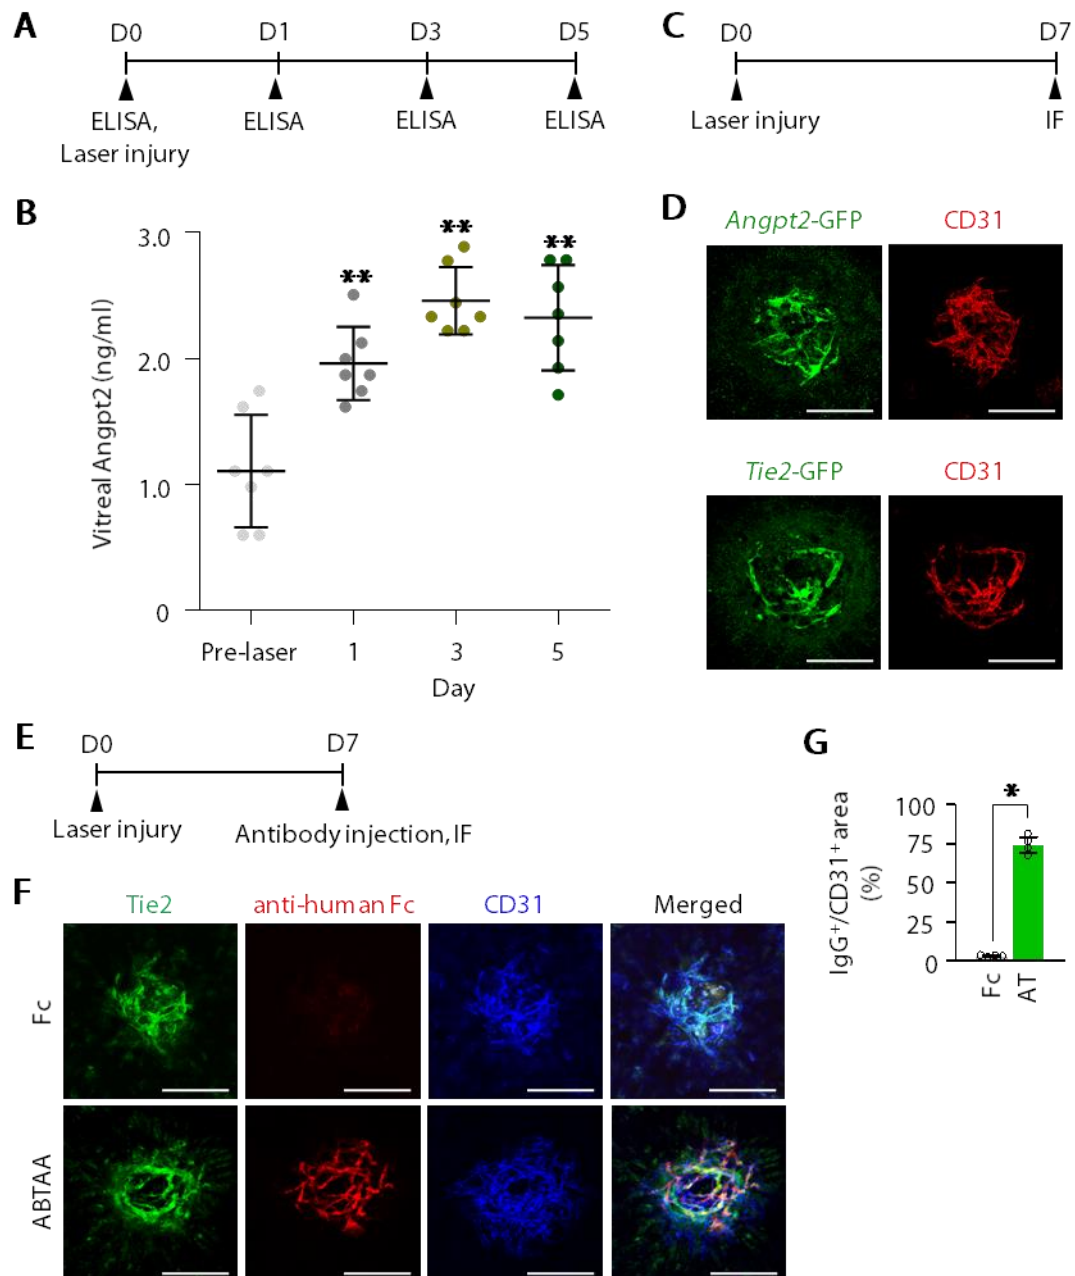 A
D0 D1 D3 D5
ELISA,
Laser injury
ELISA
ELISA
ELISA
C
D0 D7
Laser injury IF
B
Vitreal Angpt2 (ng/ml)
3.0
2.0
1.0
0
** ** **
Pre-laser 1 3 5
Day
D
Angpt2-GFP CD31
Tie2-GFP CD31
E
D0 D7
Laser injury Antibody injection, IF
F
Tie2 anti-human Fc CD31 Merged
Fc
ABTAA
G
IgG⁺/CD31⁺ area
(%)
100
75
50
25
0
*
Fc AT